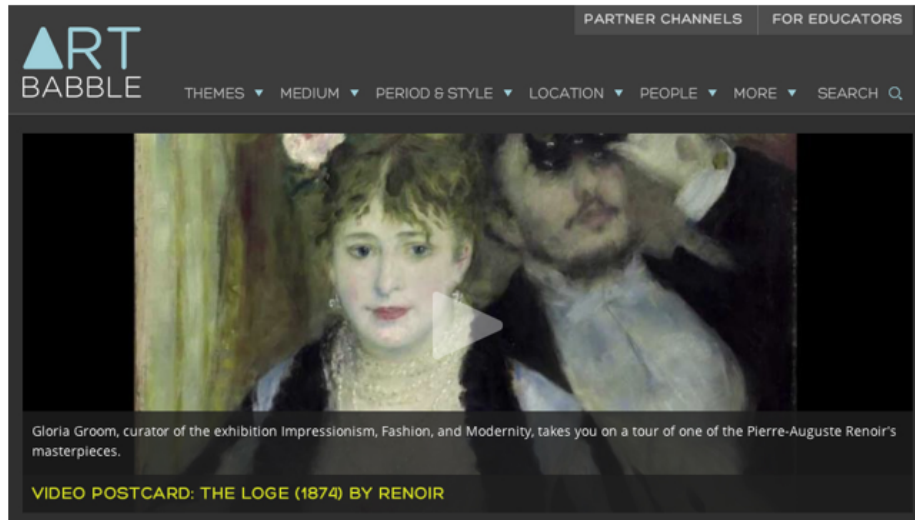 PARTNER CHANNELS FOR EDUCATORS
ART
BABBLE
THEMES MEDIUM PERIOD & STYLE LOCATION PEOPLE MORE SEARCH
Gloria Groom, curator of the exhibition Impressionism, Fashion, and Modernity, takes you on a tour of one of the Pierre-Auguste Renoir's
masterpieces.
VIDEO POSTCARD: THE LOGE (1874) BY RENOIR